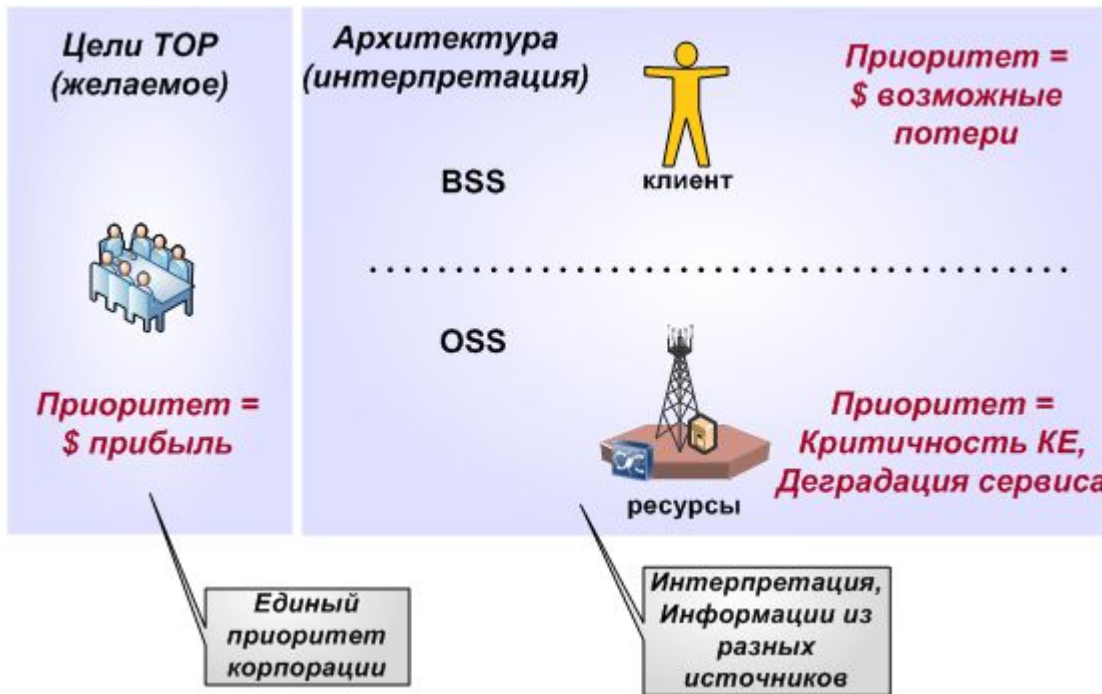 Цели TOP
(желаемое)
Приоритет =
$ прибыль
Архитектура
(интерпретация)
BSS
клиент
Приоритет =
$ возможные
потери
OSS
ресурсы
Приоритет =
Критичность КЕ,
Деградация сервиса
Единый
приоритет
корпорации
Интерпретация,
Информации из
разных
источников